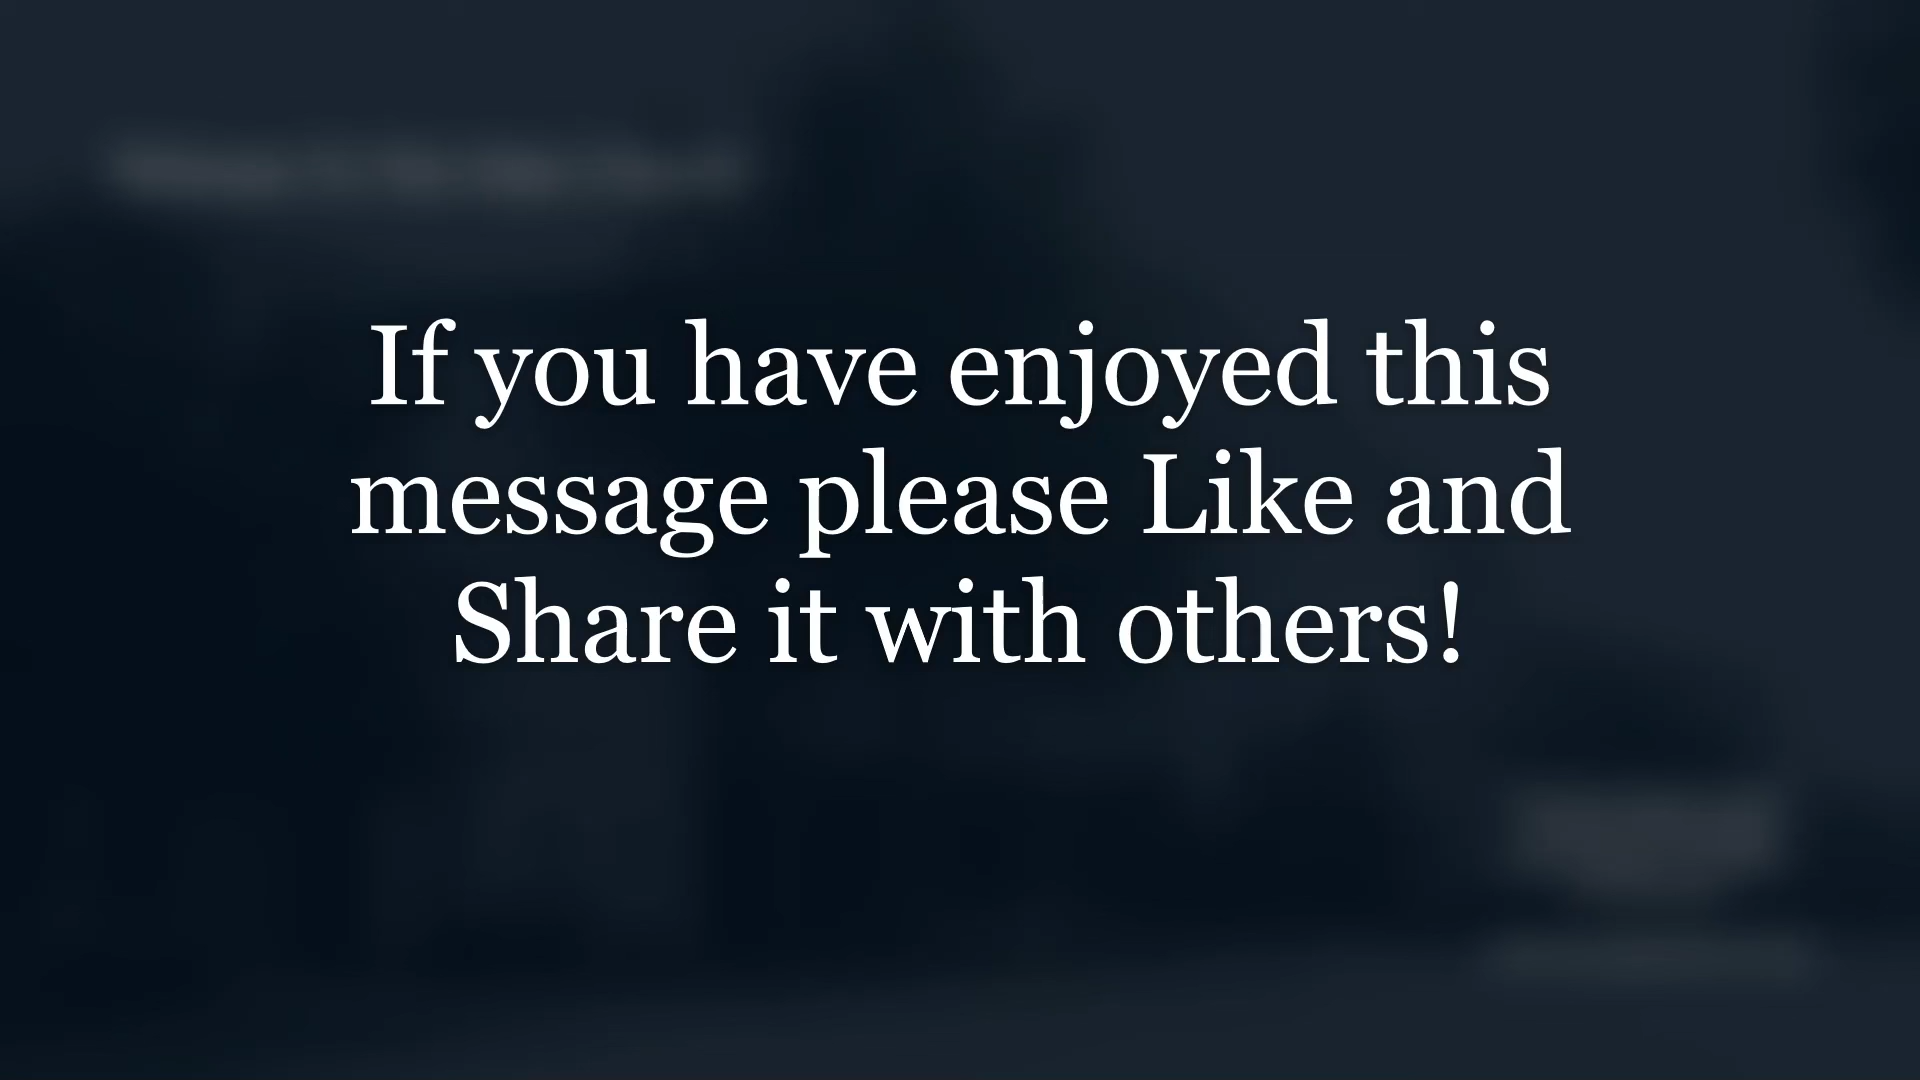 If you have enjoyed this
message please Like and
Share it with others!